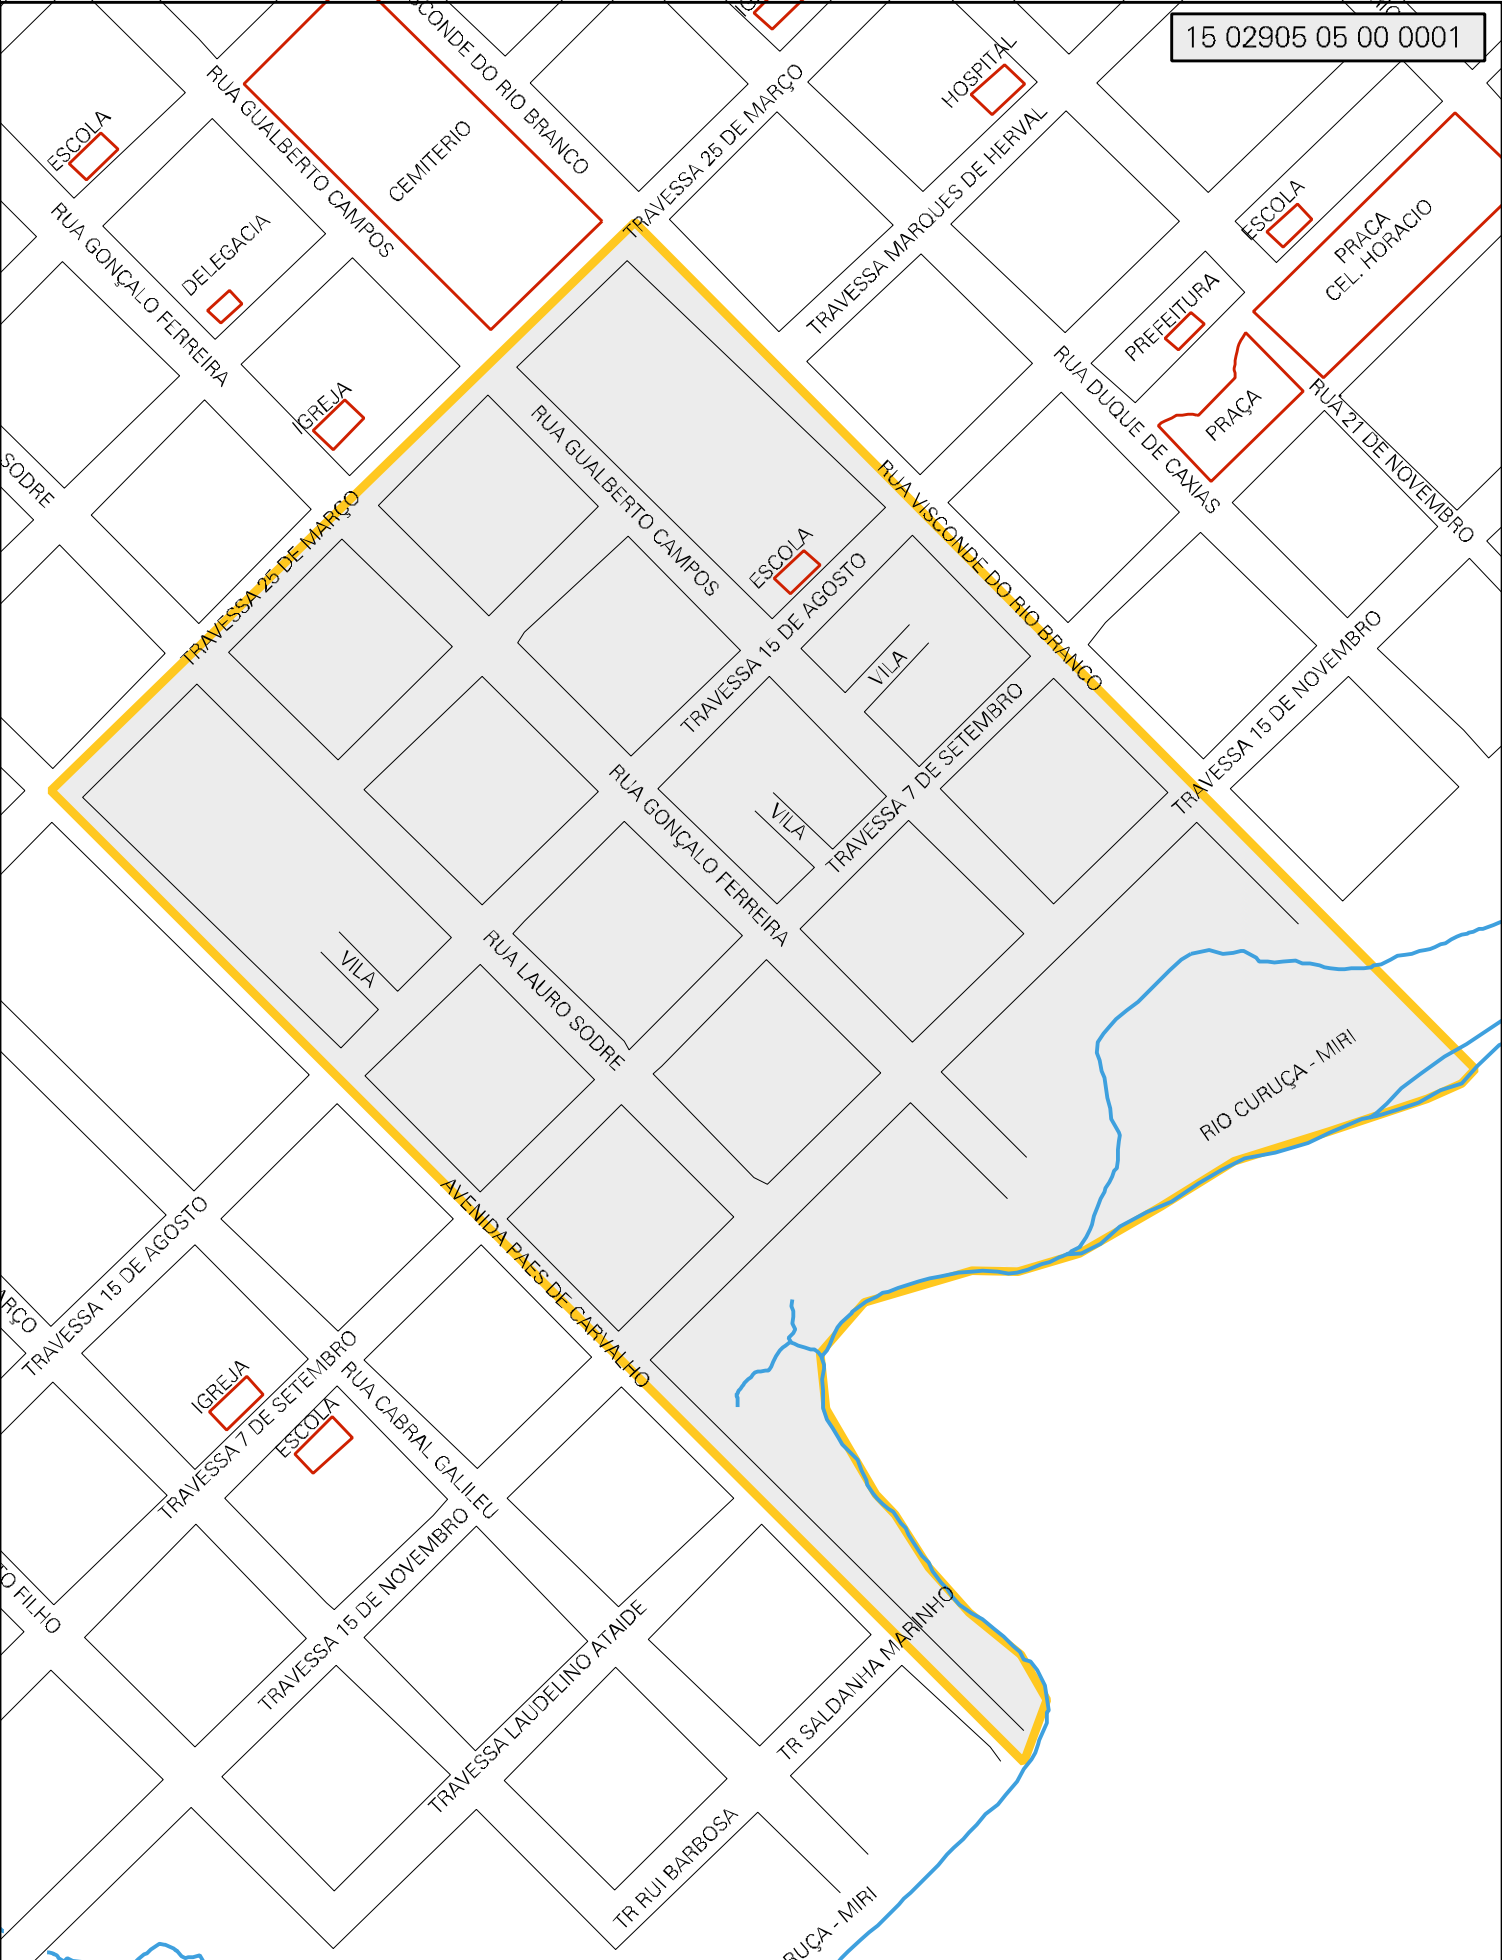 15 02905 05 00 0001
HOSPITAL
RUA GUALBERTO CAMPOS
CEMITERIO
SCONDE DO RIO BRANCO
TRAVESSA 25 DE MARÇO
TRAVESSA MARQUES DE HERVAL
ESCOLA
ESCOLA
PRAÇA
CEL. HORACIO
RUA GONÇALO FERREIRA
DELEGACIA
PREFEITURA
RUA DUQUE DE CAXIAS
PRAÇA
RUA 21 DE NOVEMBRO
IGREJA
SODRE
TRAVESSA 25 DE MARÇO
RUA GUALBERTO CAMPOS
ESCOLA
RUA VISCONDE DO RIO BRANCO
TRAVESSA 15 DE AGOSTO
VILA
TRAVESSA 7 DE SETEMBRO
TRAVESSA 15 DE NOVEMBRO
RUA GONÇALO FERREIRA
VILA
VILA
RUA LAURO SODRE
RIO CURUÇA - MIRI
AVENIDA PAES DE CARVALHO
TRAVESSA 15 DE AGOSTO
ARÇO
IGREJA
TRAVESSA 7 DE SETEMBRO
ESCOLA
RUA CABRAL GALILEU
TO FILHO
TRAVESSA 15 DE NOVEMBRO
TRAVESSA LAUDELINO ATAIDE
TR SALDANHA MARINHO
TR RUI BARBOSA
RUÇA - MIRI